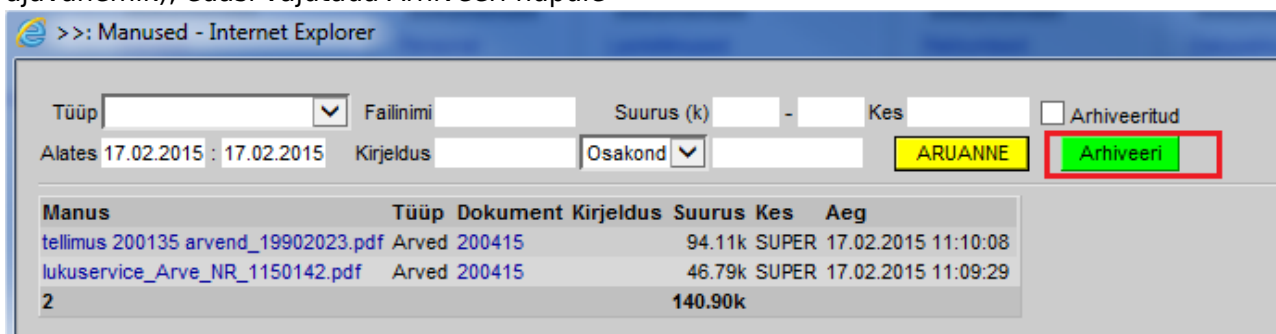 >>: Manused - Internet Explorer
Tüüp Failinimi Suurus (k) - Kes Arhiveeritud
Alates 17.02.2015 : 17.02.2015 Kirjeldus Osakond ARUANNE Arhiveeri
Manus Tüüp Dokument Kirjeldus Suurus Kes Aeg
tellimus 200135 arvend_19902023.pdf Arved 200415 94.11k SUPER 17.02.2015 11:10:08
lukuservice_Arve_NR_1150142.pdf Arved 200415 46.79k SUPER 17.02.2015 11:09:29
2 140.90k